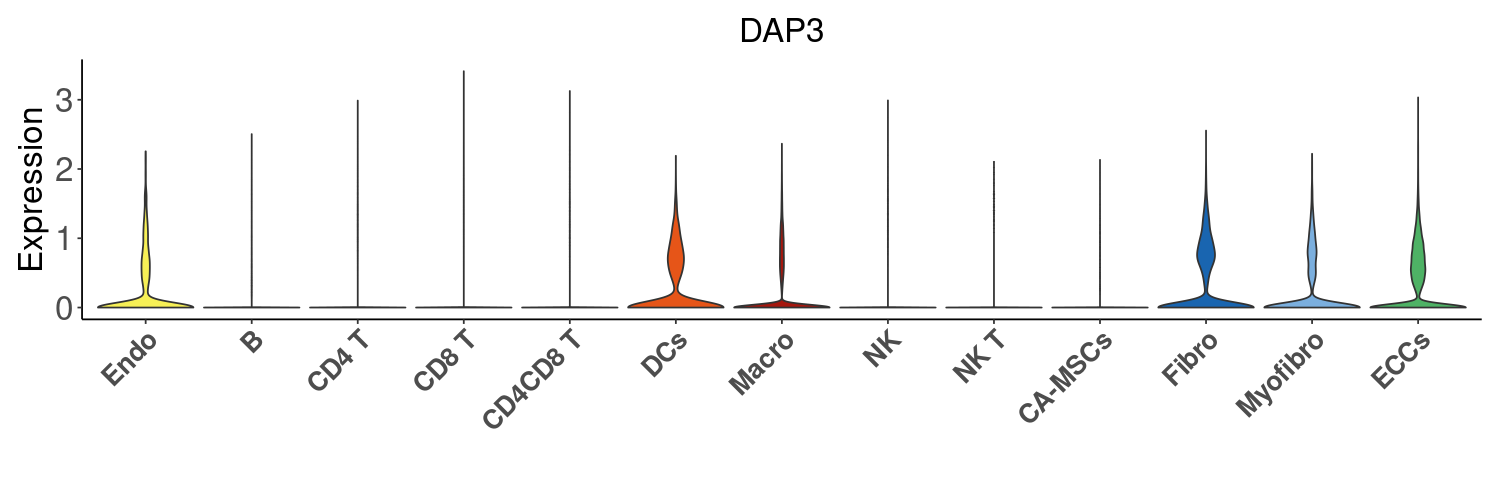 DAP3
Expression
3
2
1
0
Endo
B
CD4 T
CD8 T
CD4CD8 T
DCs
Macro
NK
NK T
CA-MSCs
Fibro
Myofibro
ECCs